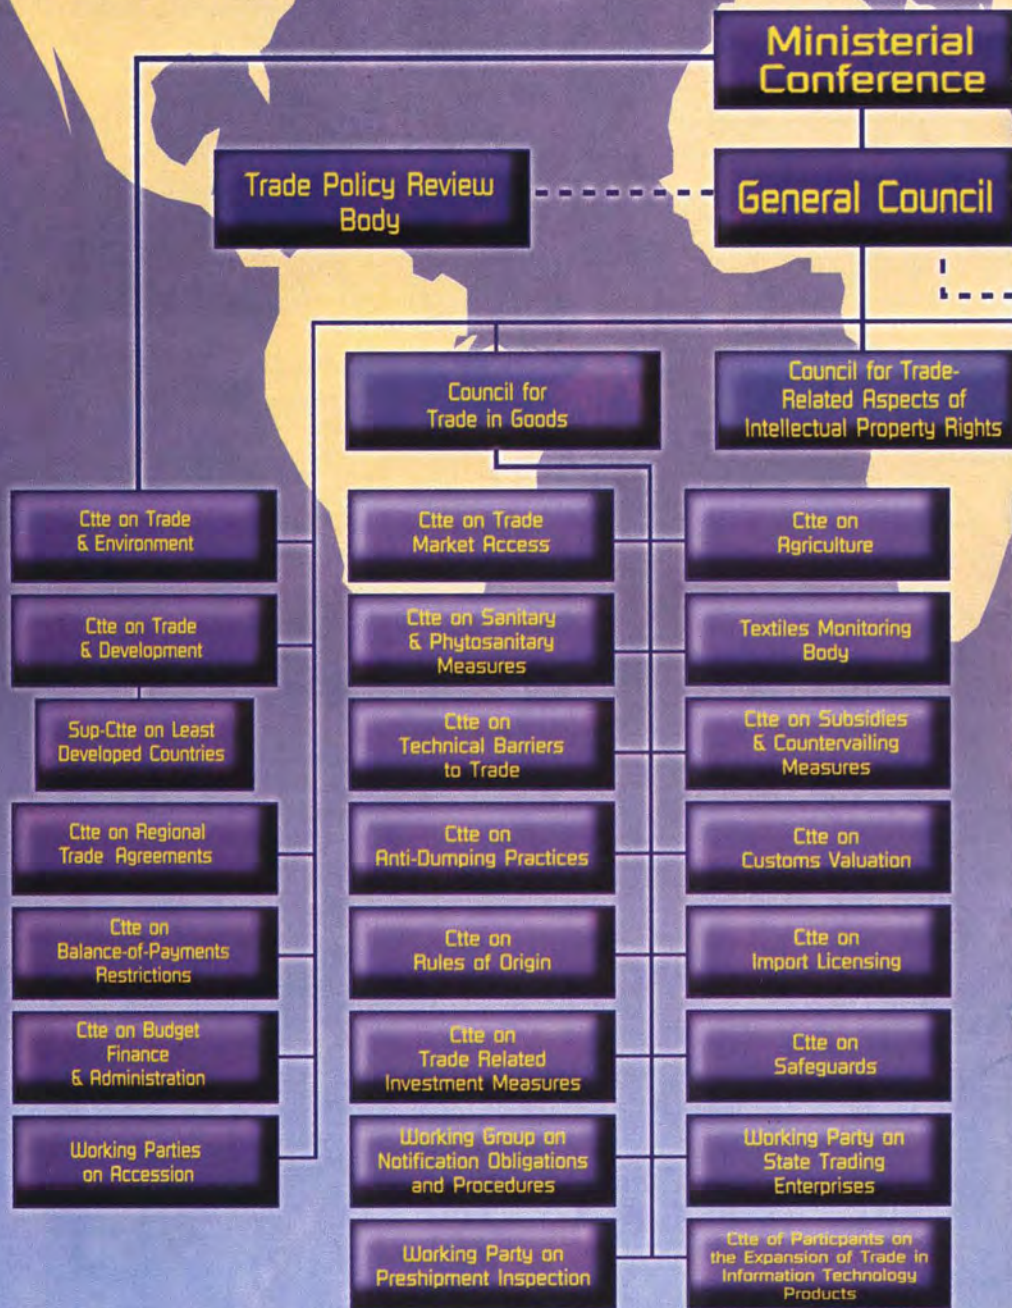 Ministerial
Conference
Trade Policy Review
Body
General Council
Council for
Trade in Goods
Council for Trade-
Related Aspects of
Intellectual Property Rights
Ctte on Trade
& Environment
Ctte on Trade
Market Access
Ctte on
Agriculture
Ctte on Trade
& Development
Ctte on Sanitary
& Phytosanitary
Measures
Textiles Monitoring
Body
Sup-Ctte on Least
Developed Countries
Ctte on
Technical Barriers
to Trade
Ctte on Subsidies
& Countervailing
Measures
Ctte on Regional
Trade Agreements
Ctte on
Anti-Dumping Practices
Ctte on
Customs Valuation
Ctte on
Balance-of-Payments
Restrictions
Ctte on
Rules of Origin
Ctte on
Import Licensing
Ctte on Budget
Finance
& Administration
Ctte on
Trade Related
Investment Measures
Ctte on
Safeguards
Working Parties
on Accession
Working Group on
Notification Obligations
and Procedures
Working Party on
State Trading
Enterprises
Working Party on
Preshipment Inspection
Ctte of Particpants on
the Expansion of Trade in
Information Technology
Products